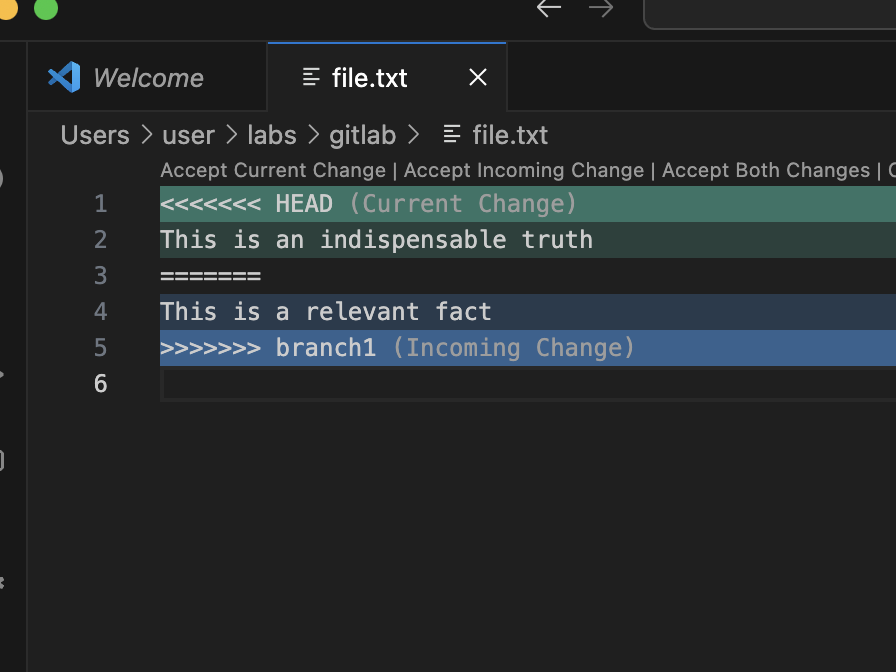 Welcome
file.txt
Users > user > labs > gitlab > file.txt
Accept Current Change | Accept Incoming Change | Accept Both Changes |
1 <<<<<<< HEAD (Current Change)
2 This is an indispensable truth
3 =======
4 This is a relevant fact
5 >>>>>>> branch1 (Incoming Change)
6